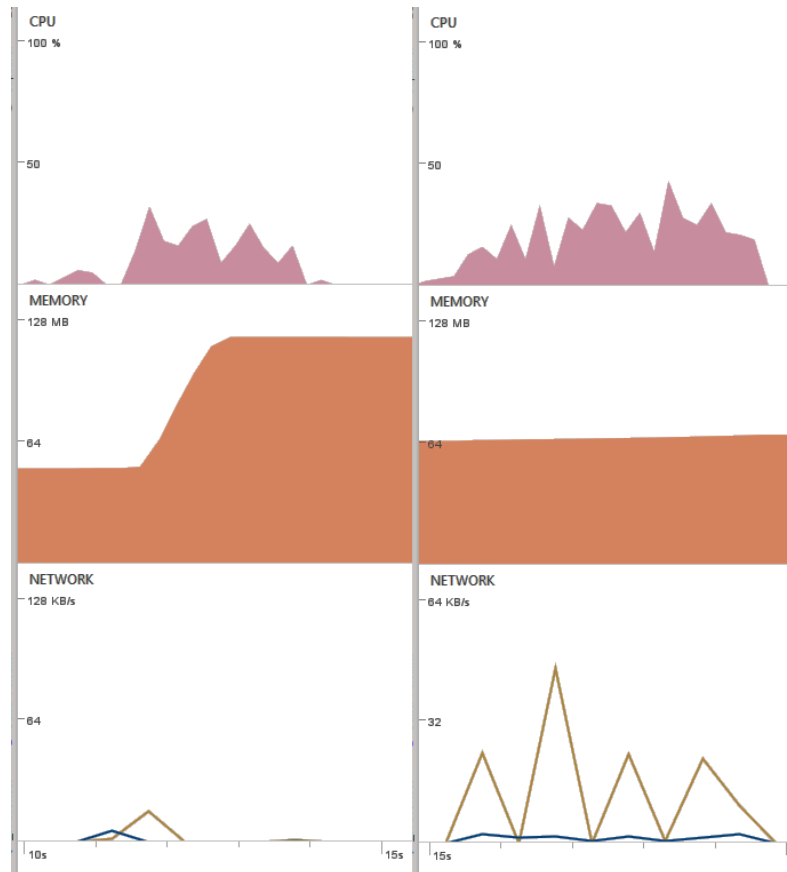 CPU
100 %
50
MEMORY
128 MB
64
NETWORK
128 KB/s
64
10s
15s
CPU
100 %
50
MEMORY
128 MB
64
NETWORK
64 KB/s
32
15s